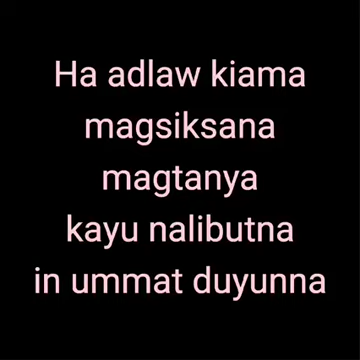 Ha adlaw kiama
magsiksana
magtanya
kayu nalibutna
in ummat duyunna